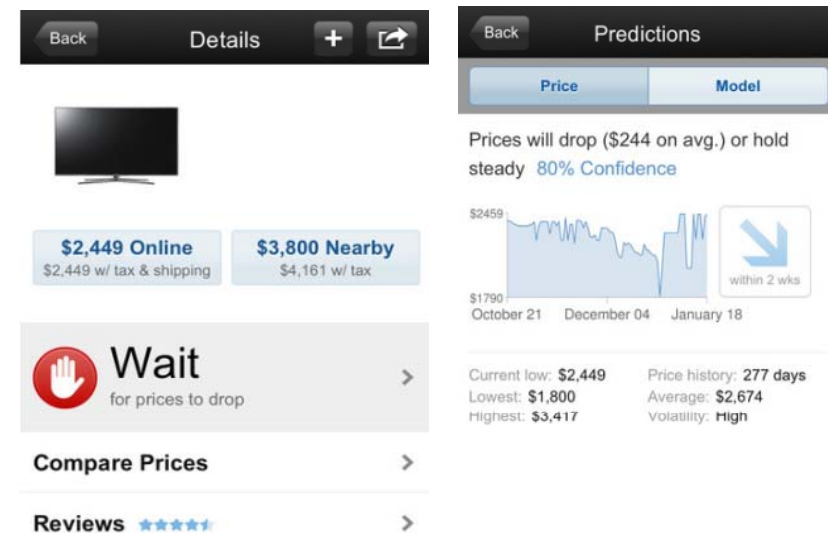 Back
Details
+
$2,449 Online
$2,449 w/ tax & shipping
$3,800 Nearby
$4,161 w/ tax
Wait
for prices to drop
Compare Prices
Reviews
Back
Predictions
Price
Model
Prices will drop ($244 on avg.) or hold
steady 80% Confidence
$2459
$1790
within 2 wks
October 21 December 04 January 18
Current low: $2,449 Price history: 277 days
Lowest: $1,800 Average: $2,674
Highest: $3,417 Volatility: High